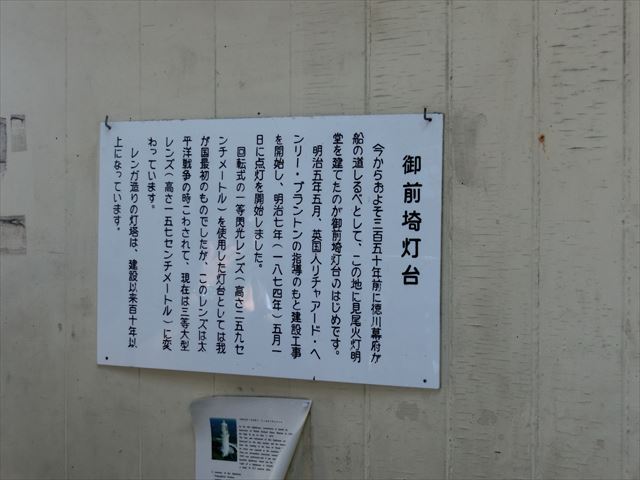 御前埼灯台
今からおよそ三百五十年前に徳川幕府が
船の道しるべとして、この地に見尾火灯明
堂を建てたのが御前埼灯台のはじめです。
明治五年五月、英国人リチャアード・ヘ
ンリー・ブラントンの指導のもと建設工事
を開始し、明治七年(一八七四年)五月一
日に点灯を開始しました。
回転式の一等閃光レンズ(高さ二五九セ
ンチメートル)を使用した灯台としては我
が国最初のものでしたが、このレンズは太
平洋戦争の時こわされて、現在は三等大型
レンズ(高さ一五七センチメートル)に変
わっています。
レンガ造りの灯塔は、建設以来百十年以
上になっています。